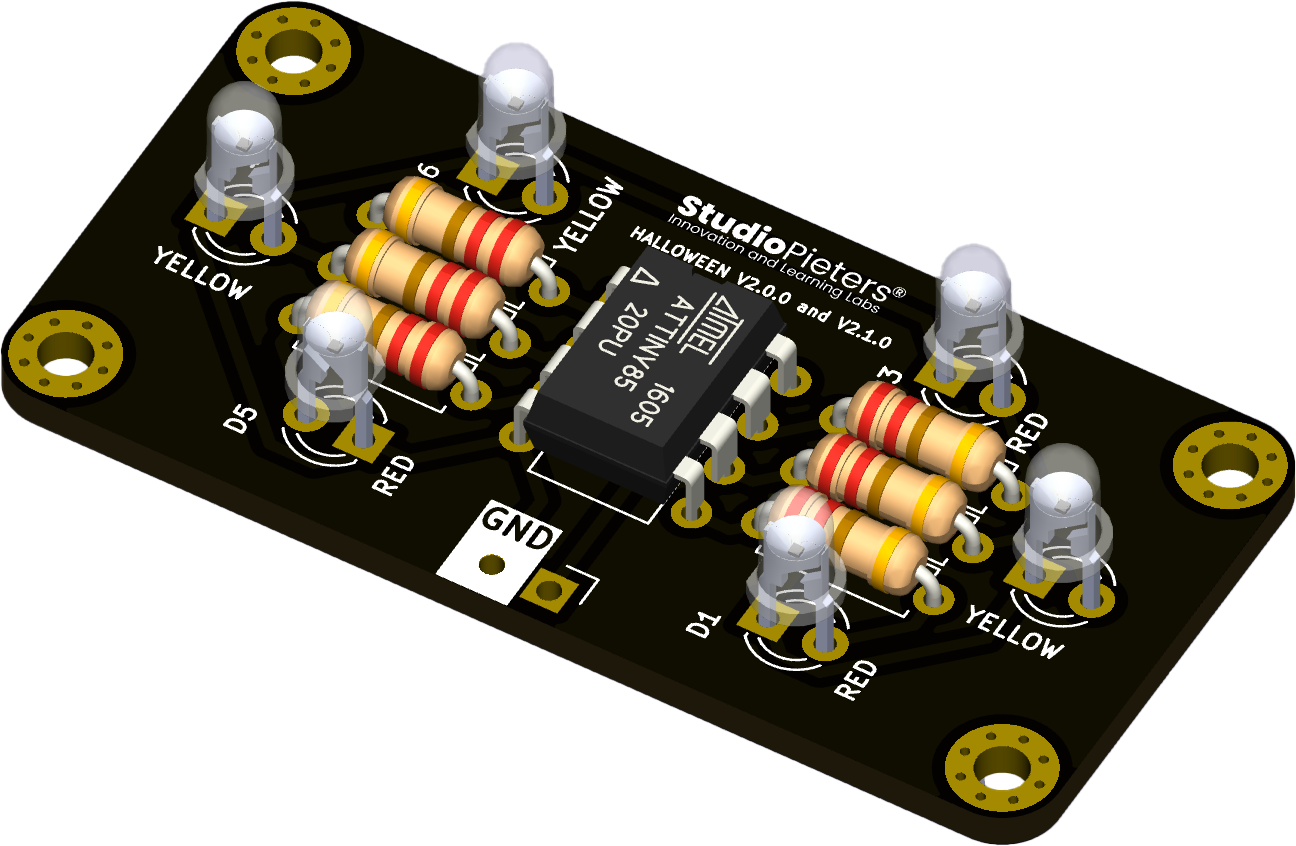 StudioPieters®
Innovation and Learning Labs
HALLOWEEN V2.0.0 and V2.1.0
6
YELLOW
YELLOW
ATMEL
ATTINY85
20PU
1605
3
RED
D5
RED
YELLOW
GND
D1
RED